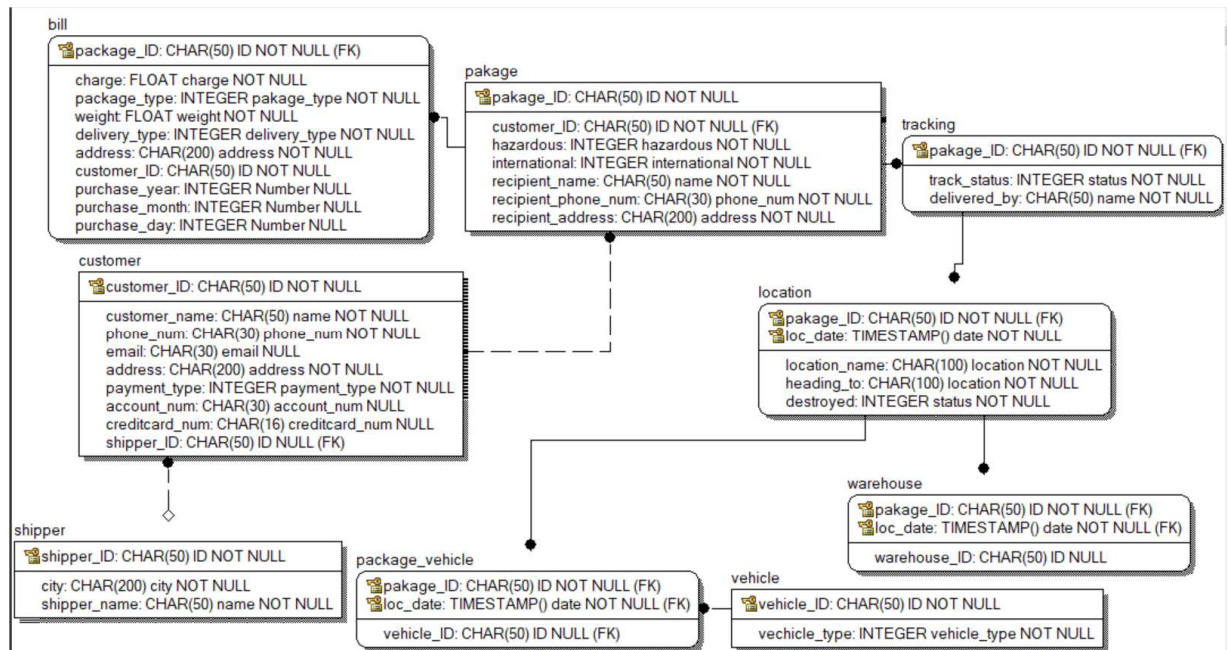 bill
package_ID: CHAR(50) ID NOT NULL (FK)
charge: FLOAT charge NOT NULL
package_type: INTEGER pakage_type NOT NULL
weight: FLOAT weight NOT NULL
delivery_type: INTEGER delivery_type NOT NULL
address: CHAR(200) address NOT NULL
customer_ID: CHAR(50) ID NOT NULL
purchase_year: INTEGER Number NULL
purchase_month: INTEGER Number NULL
purchase_day: INTEGER Number NULL
pakage
pakage_ID: CHAR(50) ID NOT NULL
customer_ID: CHAR(50) ID NOT NULL (FK)
hazardous: INTEGER hazardous NOT NULL
international: INTEGER international NOT NULL
recipient_name: CHAR(50) name NOT NULL
recipient_phone_num: CHAR(30) phone_num NOT NULL
recipient_address: CHAR(200) address NOT NULL
tracking
pakage_ID: CHAR(50) ID NOT NULL (FK)
track_status: INTEGER status NOT NULL
delivered_by: CHAR(50) name NOT NULL
customer
customer_ID: CHAR(50) ID NOT NULL
customer_name: CHAR(50) name NOT NULL
phone_num: CHAR(30) phone_num NOT NULL
email: CHAR(30) email NULL
address: CHAR(200) address NOT NULL
payment_type: INTEGER payment_type NOT NULL
account_num: CHAR(30) account_num NULL
creditcard_num: CHAR(16) creditcard_num NULL
shipper_ID: CHAR(50) ID NULL (FK)
location
pakage_ID: CHAR(50) ID NOT NULL (FK)
loc_date: TIMESTAMP() date NOT NULL
location_name: CHAR(100) location NOT NULL
heading_to: CHAR(100) location NOT NULL
destroyed: INTEGER status NOT NULL
warehouse
pakage_ID: CHAR(50) ID NOT NULL (FK)
loc_date: TIMESTAMP() date NOT NULL (FK)
warehouse_ID: CHAR(50) ID NULL
shipper
shipper_ID: CHAR(50) ID NOT NULL
city: CHAR(200) city NOT NULL
shipper_name: CHAR(50) name NOT NULL
package_vehicle
pakage_ID: CHAR(50) ID NOT NULL (FK)
loc_date: TIMESTAMP() date NOT NULL (FK)
vehicle_ID: CHAR(50) ID NULL (FK)
vehicle
vehicle_ID: CHAR(50) ID NOT NULL
vechicle_type: INTEGER vehicle_type NOT NULL